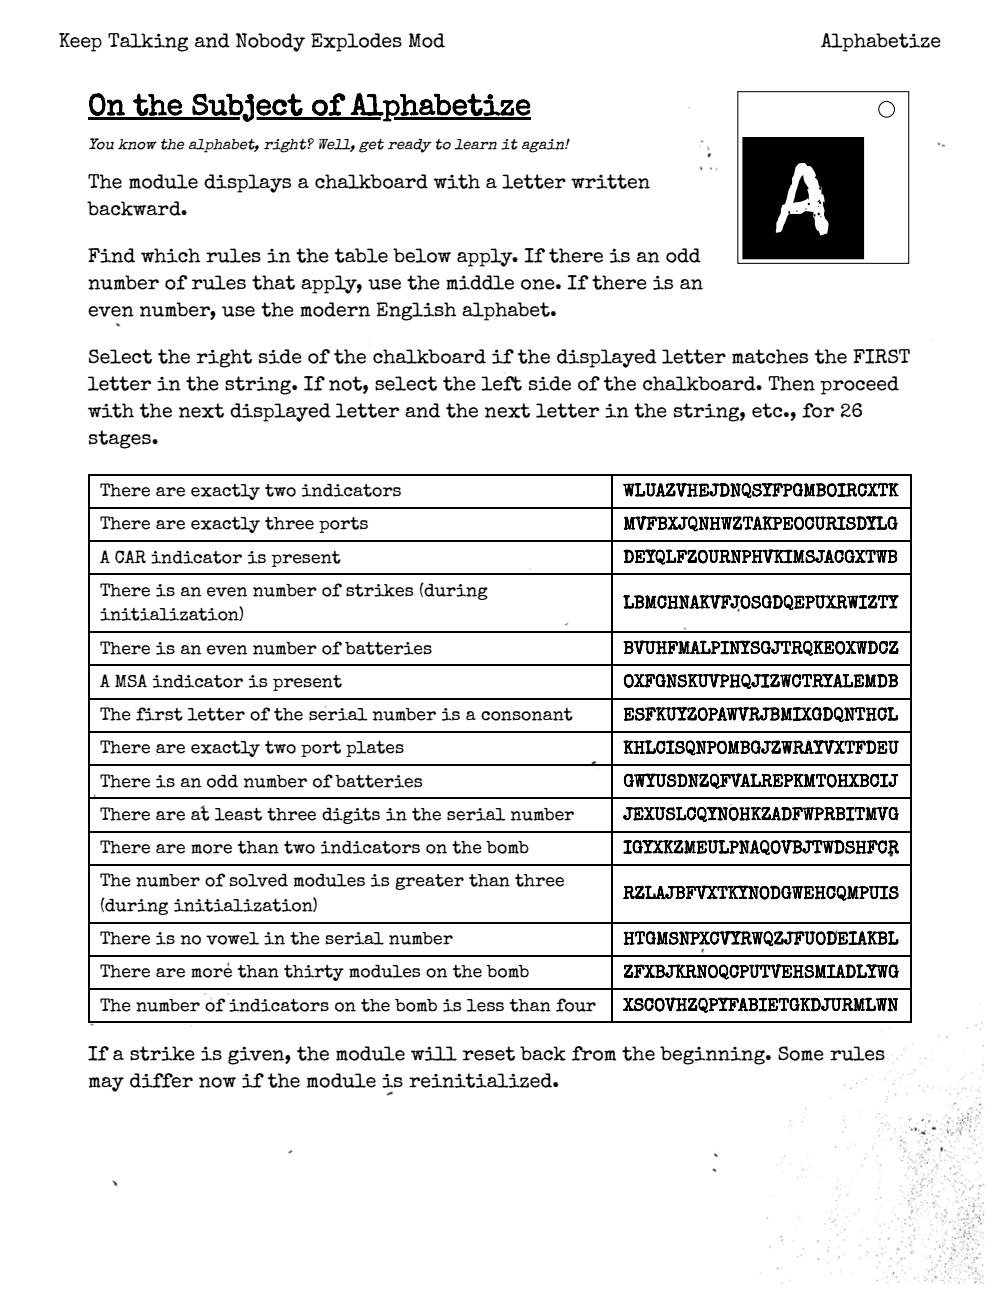 Keep Talking and Nobody Explodes Mod
Alphabetize
On the Subject of Alphabetize
You know the alphabet, right? Well, get ready to learn it again!
The module displays a chalkboard with a letter written
backward.
A
Find which rules in the table below apply. If there is an odd
number of rules that apply, use the middle one. If there is an
even number, use the modern English alphabet.
Select the right side of the chalkboard if the displayed letter matches the FIRST
letter in the string. If not, select the left side of the chalkboard. Then proceed
with the next displayed letter and the next letter in the string, etc., for 26
stages.
There are exactly two indicators WLUAZVHEJDNQSYFPGMBOIRCXTK
There are exactly three ports MVFBXJQNHWZTAKPEOCURISDYLG
A CAR indicator is present DEYQLFZOURNPHVKIMSJACGXTWB
There is an even number of strikes (during
initialization) LBMCHNAKVFJOSGDQEPUXRWIZTY
There is an even number of batteries BVUHFMALPINYSGJTRQKEOXWDCZ
A MSA indicator is present OXFGNSKUVPHQJIZWCTRYALEMDB
The first letter of the serial number is a consonant ESFKUYZOPAWVRJBMIXGDQNTHCL
There are exactly two port plates KHLCISQNPOMBGJZWRAYVXTFDEU
There is an odd number of batteries GWYUSDNZQFVALREPKMTOHXBCIJ
There are at least three digits in the serial number JEXUSLCQYNOHKZADFWPRBITMVG
There are more than two indicators on the bomb IGYXKZMEULPNAQOVBJTWDSHFCR
The number of solved modules is greater than three
(during initialization) RZLAJBFVXTKYNODGWEHCQMPUIS
There is no vowel in the serial number HTGMSNPXCVYRWQZJFUODEIAKBL
There are more than thirty modules on the bomb ZFXBJKRNOQCPUTVEHSMIADLYWG
The number of indicators on the bomb is less than four XSCOVHZQPYFABIETGKDJURMLWN
If a strike is given, the module will reset back from the beginning. Some rules
may differ now if the module is reinitialized.